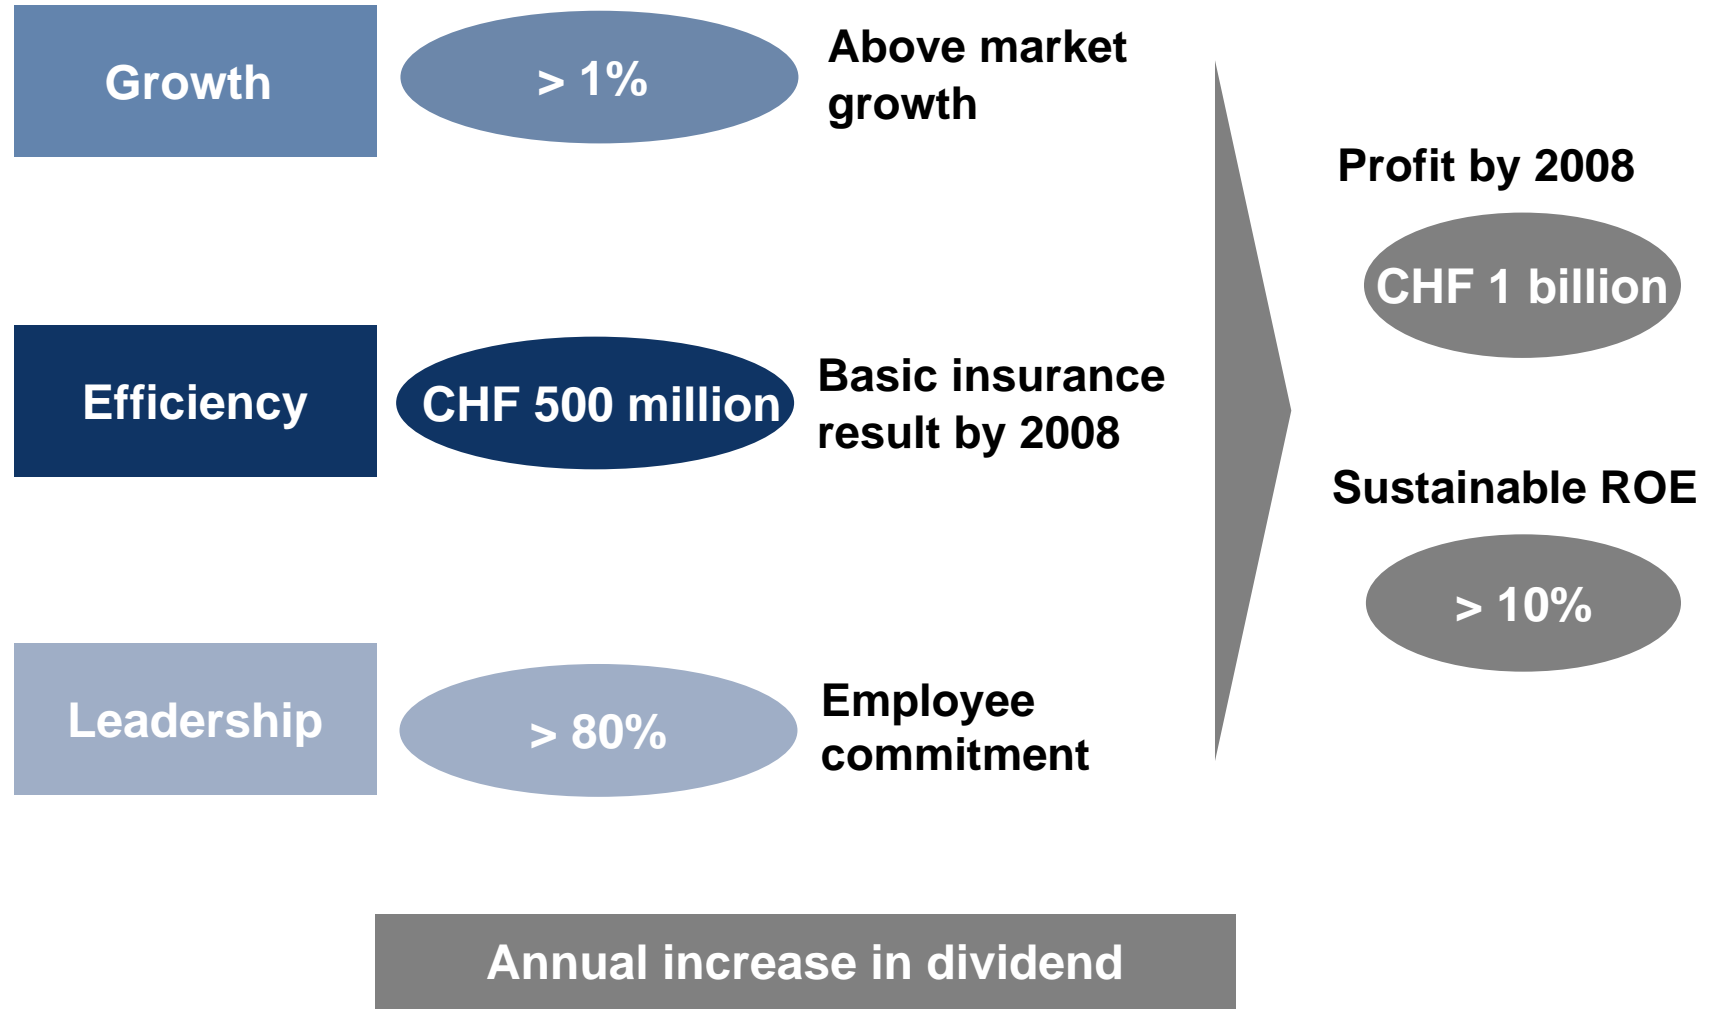 Growth
> 1%
Above market
growth
Efficiency
CHF 500 million
Basic insurance
result by 2008
Leadership
> 80%
Employee
commitment
Profit by 2008
CHF 1 billion
Sustainable ROE
> 10%
Annual increase in dividend